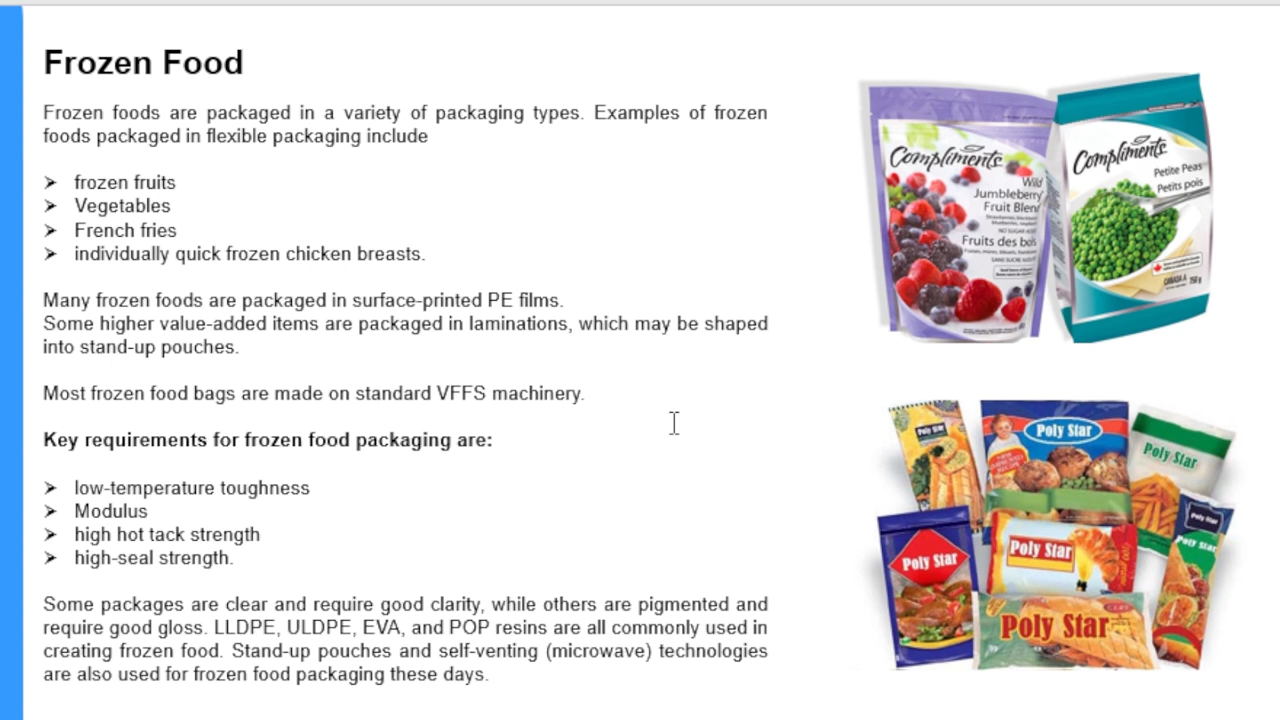 Frozen Food
Frozen foods are packaged in a variety of packaging types. Examples of frozen
foods packaged in flexible packaging include
➢ frozen fruits
➢ Vegetables
➢ French fries
➢ individually quick frozen chicken breasts.
Many frozen foods are packaged in surface-printed PE films.
Some higher value-added items are packaged in laminations, which may be shaped
into stand-up pouches.
Most frozen food bags are made on standard VFFS machinery.
Key requirements for frozen food packaging are:
➢ low-temperature toughness
➢ Modulus
➢ high hot tack strength
➢ high-seal strength.
Some packages are clear and require good clarity, while others are pigmented and
require good gloss. LLDPE, ULDPE, EVA, and POP resins are all commonly used in
creating frozen food. Stand-up pouches and self-venting (microwave) technologies
are also used for frozen food packaging these days.
Compliments
Wild
Jumbleberry
Fruit Blend
Fruits des bois
Compliments
Petite Peas
Petits pois
CANADA A 750 g
Poly Star
Poly Star
Poly Star
Poly Star
Poly Star
Poly Star
Poly Star
Poly Star